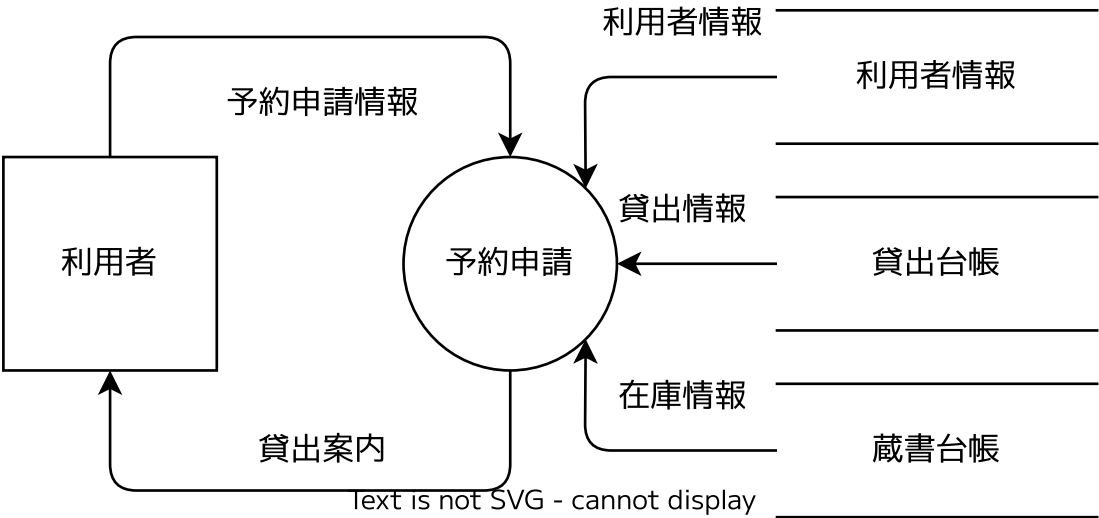 利用者情報
利用者情報
予約申請情報
貸出情報
利用者
予約申請
貸出台帳
在庫情報
貸出案内
蔵書台帳
Text is not SVG - cannot display